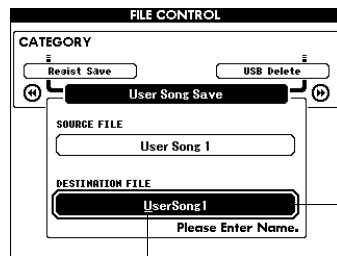 FILE CONTROL
CATEGORY
Regist Save
USB Delete
User Song Save
SOURCE FILE
User Song 1
DESTINATION FILE
UserSong1
Please Enter Name.